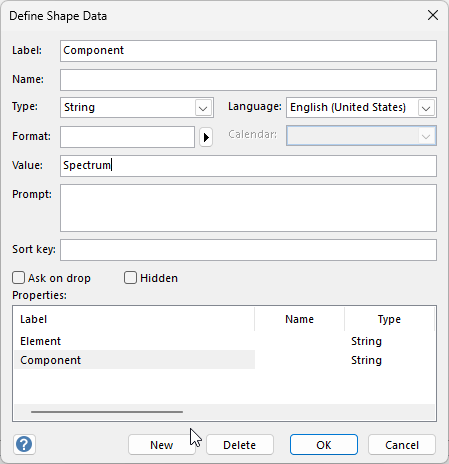 Define Shape Data
Label: Component
Name:
Type: String Language: English (United States)
Format: Calendar:
Value: Spectrum
Prompt:
Sort key:
Ask on drop Hidden
Properties:
Label Name Type
Element String
Component String
? New Delete OK Cancel